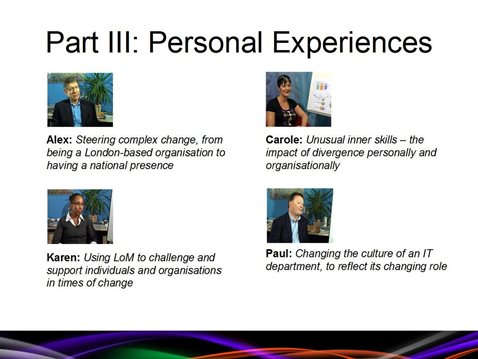 Part III: Personal Experiences
Alex: Steering complex change, from
being a London-based organisation to
having a national presence
Carole: Unusual inner skills – the
impact of divergence personally and
organisationally
Karen: Using LoM to challenge and
support individuals and organisations
in times of change
Paul: Changing the culture of an IT
department, to reflect its changing role